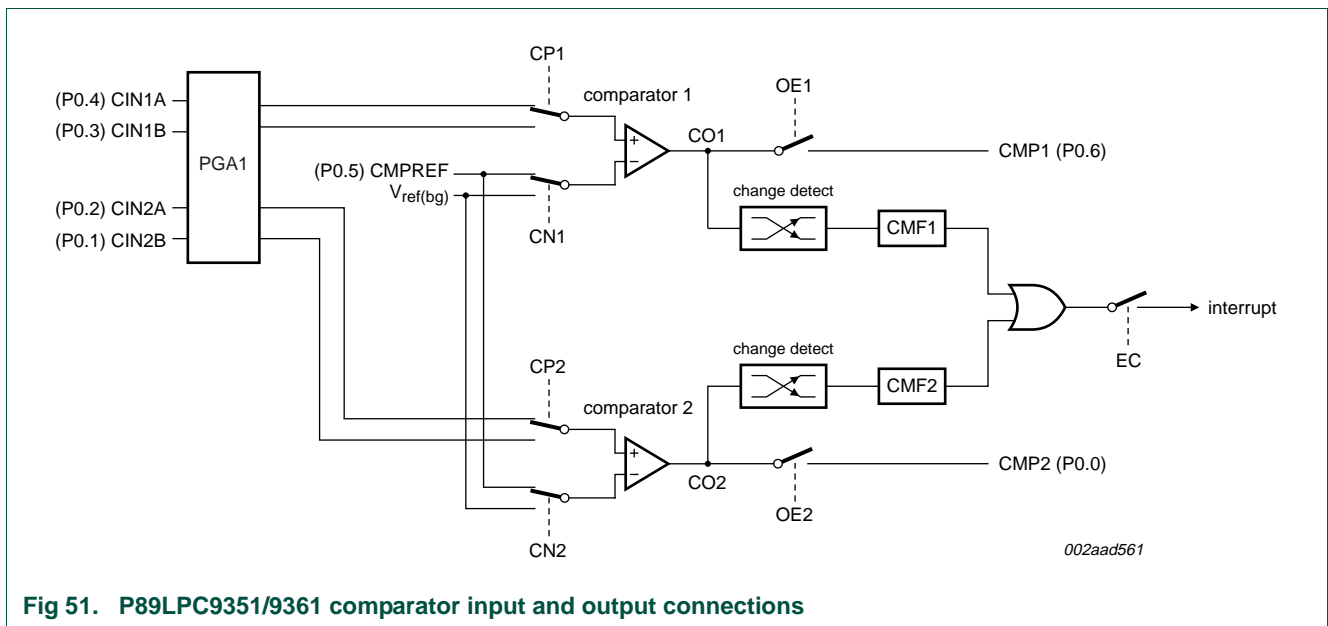 CP1
OE1
(P0.4) CIN1A
comparator 1
(P0.3) CIN1B
CO1
CMP1 (P0.6)
PGA1
(P0.5) CMPREF
Vref(bg)
change detect
(P0.2) CIN2A
CN1
CMF1
(P0.1) CIN2B
interrupt
change detect
EC
CP2
CMF2
comparator 2
CMP2 (P0.0)
CO2
OE2
CN2
002aad561
Fig 51. P89LPC9351/9361 comparator input and output connections